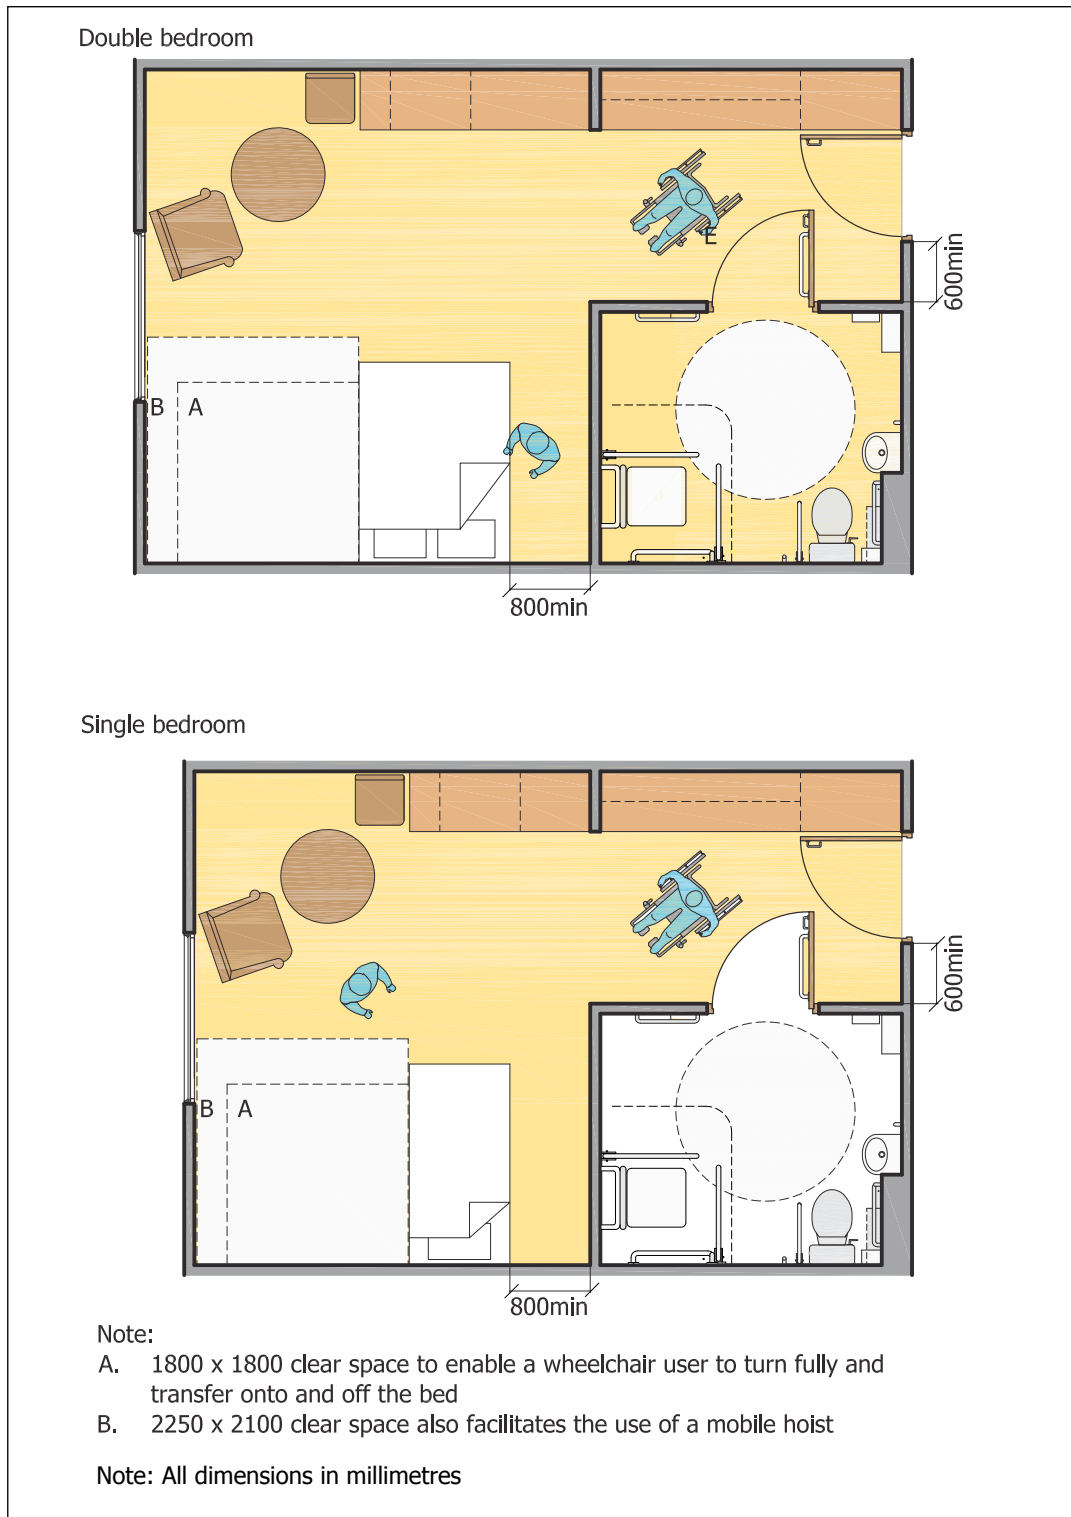 Double bedroom
E
600min
B A
800min
Single bedroom
600min
B A
800min
Note:
A. 1800 x 1800 clear space to enable a wheelchair user to turn fully and
transfer onto and off the bed
B. 2250 x 2100 clear space also facilitates the use of a mobile hoist
Note: All dimensions in millimetres